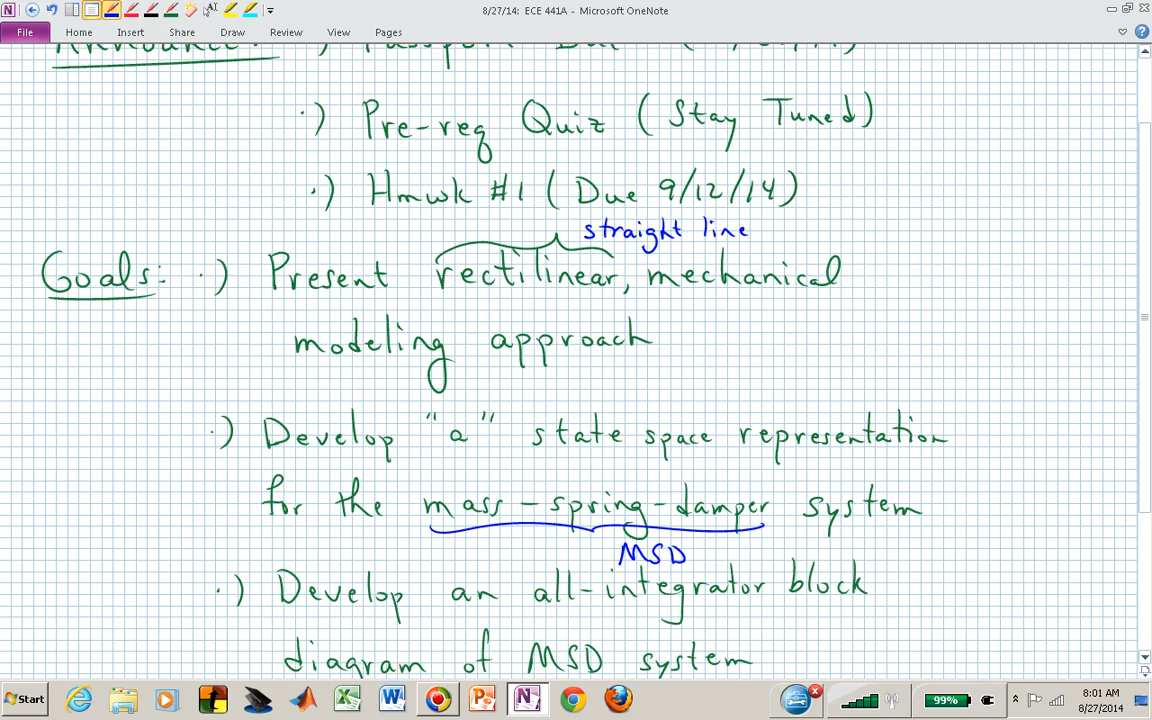 8/27/14: ECE 441A - Microsoft OneNote
File Home Insert Share Draw Review View Pages
·) Pre-req Quiz (Stay Tuned)
·) Hmwk #1 (Due 9/12/14)
straight line
Goals: ·) Present rectilinear, mechanical
modeling approach
·) Develop "a" state space representation
for the mass-spring-damper system
MSD
·) Develop an all-integrator block
diagram of MSD system
Start
99%
8:01 AM
8/27/2014